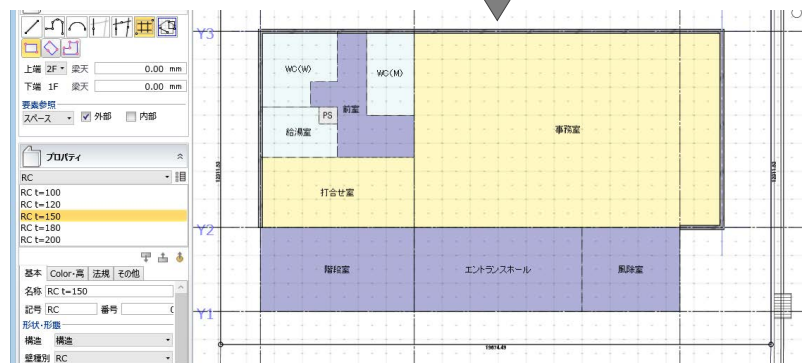 上端 2F 梁天 0.00 mm
下端 1F 梁天 0.00 mm
要素参照
スペース 外部 内部
プロパティ
RC
RC t=100
RC t=120
RC t=150
RC t=180
RC t=200
基本 Color・高 法規 その他
名称 RC t=150
記号 RC 番号 0
形状・形態
構造 構造
壁種別 RC
Y3
WC(W)
WC(M)
PS
前室
給湯室
事務室
打合せ室
Y2
階段室 エントランスホール 風除室
Y1